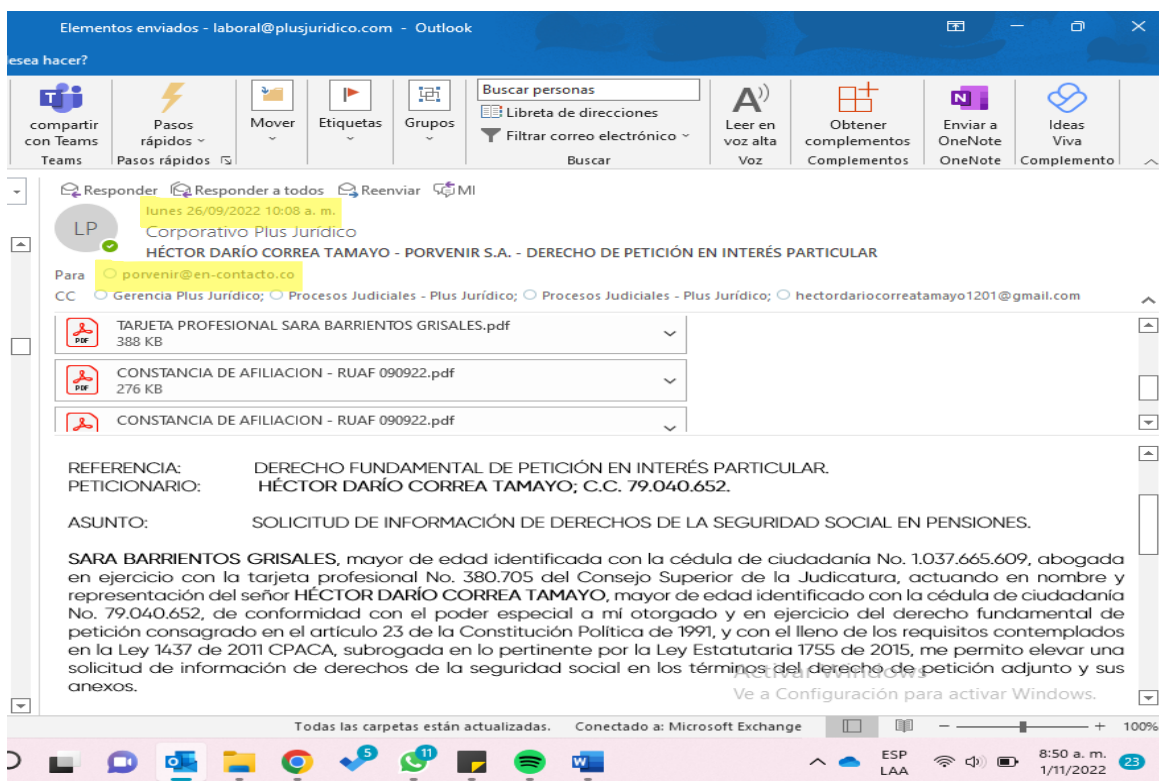 Elementos enviados - laboral@plusjuridico.com - Outlook
esea hacer?
compartir con Teams
Pasos rápidos
Mover
Etiquetas
Grupos
Buscar personas
Libreta de direcciones
Filtrar correo electrónico
Leer en voz alta
Obtener complementos
Enviar a OneNote
Ideas Viva
Teams
Pasos rápidos
Buscar
Voz
Complementos
OneNote
Complemento
Responder Responder a todos Reenviar MI
lunes 26/09/2022 10:08 a. m.
LP
Corporativo Plus Jurídico
HÉCTOR DARÍO CORREA TAMAYO - PORVENIR S.A. - DERECHO DE PETICIÓN EN INTERÉS PARTICULAR
Para porvenir@en-contacto.co
CC Gerencia Plus Jurídico; Procesos Judiciales - Plus Jurídico; Procesos Judiciales - Plus Jurídico; hectordariocorreatamayo1201@gmail.com
PDF
TARJETA PROFESIONAL SARA BARRIENTOS GRISALES.pdf
388 KB
PDF
CONSTANCIA DE AFILIACION - RUAF 090922.pdf
276 KB
CONSTANCIA DE AFILIACION - RUAF 090922.pdf
REFERENCIA: DERECHO FUNDAMENTAL DE PETICIÓN EN INTERÉS PARTICULAR.
PETICIONARIO: HÉCTOR DARÍO CORREA TAMAYO; C.C. 79.040.652.
ASUNTO: SOLICITUD DE INFORMACIÓN DE DERECHOS DE LA SEGURIDAD SOCIAL EN PENSIONES.
SARA BARRIENTOS GRISALES, mayor de edad identificada con la cédula de ciudadanía No. 1.037.665.609, abogada
en ejercicio con la tarjeta profesional No. 380.705 del Consejo Superior de la Judicatura, actuando en nombre y
representación del señor HÉCTOR DARÍO CORREA TAMAYO, mayor de edad identificado con la cédula de ciudadanía
No. 79.040.652, de conformidad con el poder especial a mí otorgado y en ejercicio del derecho fundamental de
petición consagrado en el artículo 23 de la Constitución Política de 1991, y con el lleno de los requisitos contemplados
en la Ley 1437 de 2011 CPACA, subrogada en lo pertinente por la Ley Estatutaria 1755 de 2015, me permito elevar una
solicitud de información de derechos de la seguridad social en los términos del derecho de petición adjunto y sus
anexos.
Activar Windows
Ve a Configuración para activar Windows.
Todas las carpetas están actualizadas. Conectado a: Microsoft Exchange 100%
5
11
ESP
LAA
8:50 a. m.
1/11/2022
23